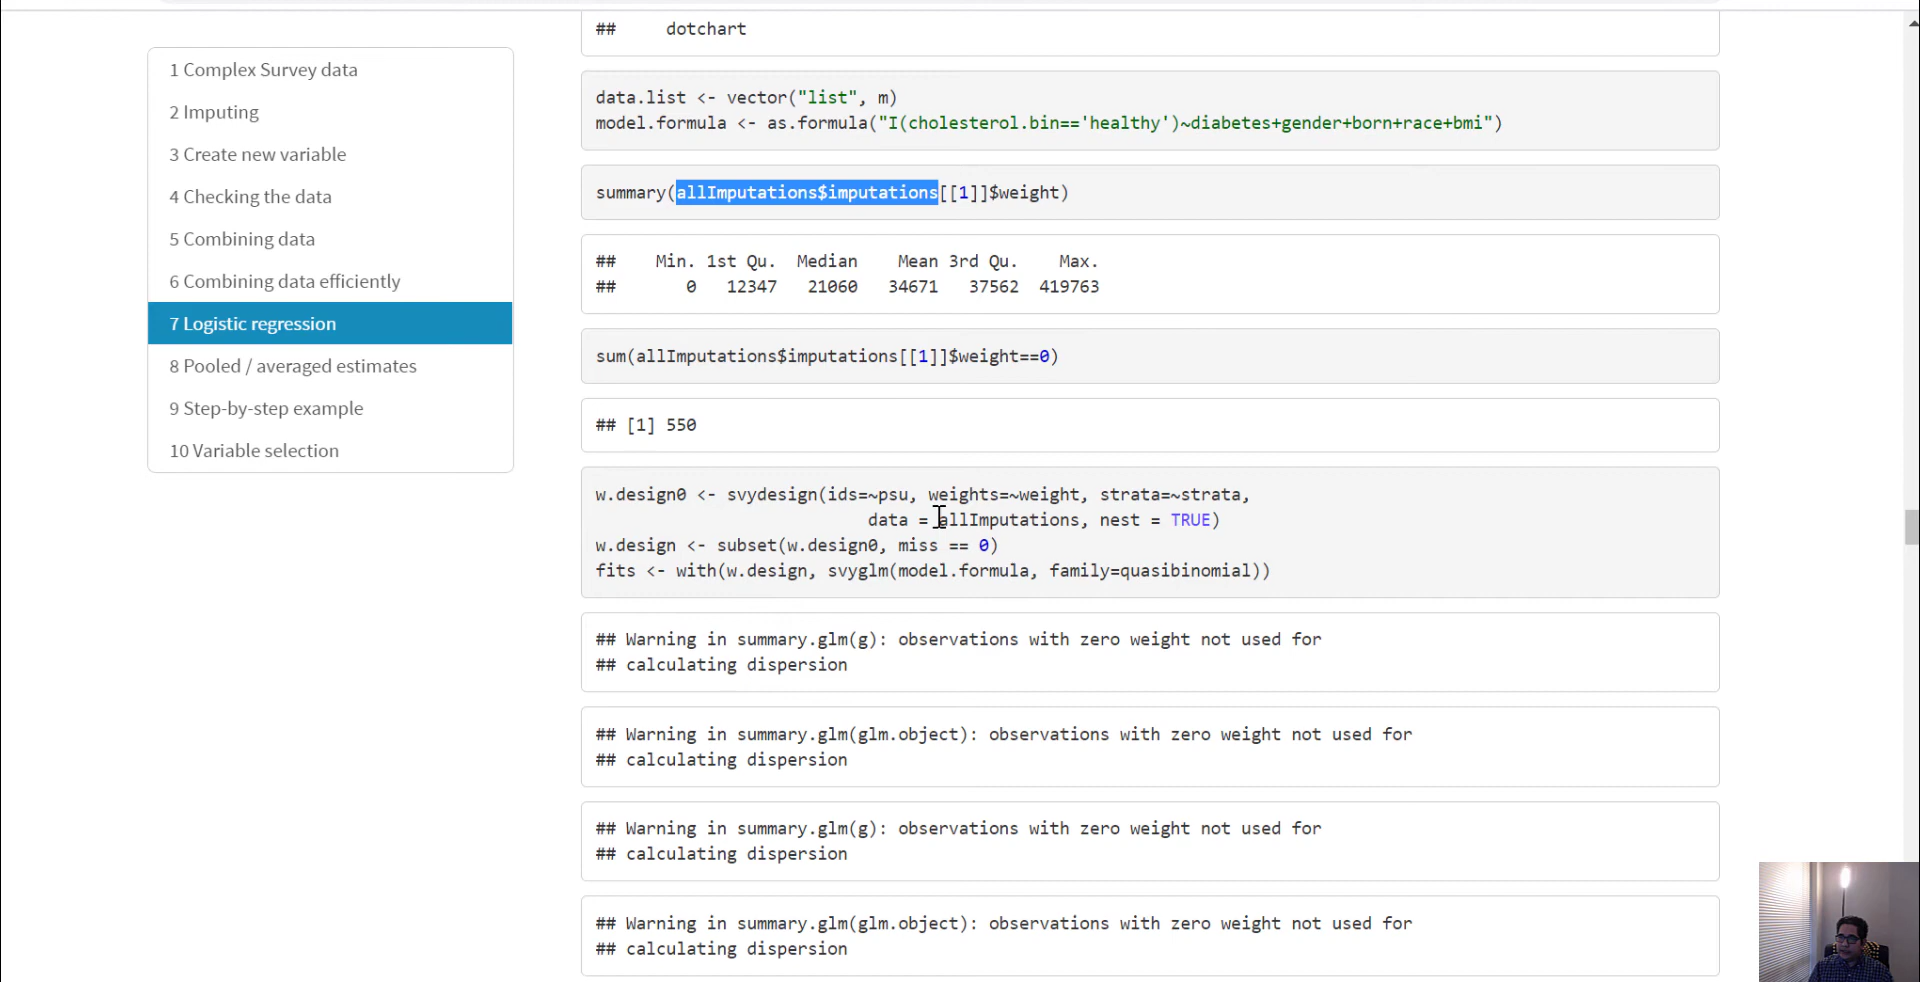 ##     dotchart
1 Complex Survey data
2 Imputing
3 Create new variable
4 Checking the data
5 Combining data
6 Combining data efficiently
7 Logistic regression
8 Pooled / averaged estimates
9 Step-by-step example
10 Variable selection
data.list <- vector("list", m)
model.formula <- as.formula("I(cholesterol.bin=='healthy')~diabetes+gender+born+race+bmi")
summary(allImputations$imputations[[1]]$weight)
##    Min. 1st Qu.  Median    Mean 3rd Qu.    Max.
##       0   12347   21060   34671   37562  419763
sum(allImputations$imputations[[1]]$weight==0)
## [1] 550
w.design0 <- svydesign(ids=~psu, weights=~weight, strata=~strata,
                           data = allImputations, nest = TRUE)
w.design <- subset(w.design0, miss == 0)
fits <- with(w.design, svyglm(model.formula, family=quasibinomial))
## Warning in summary.glm(g): observations with zero weight not used for
## calculating dispersion
## Warning in summary.glm(glm.object): observations with zero weight not used for
## calculating dispersion
## Warning in summary.glm(g): observations with zero weight not used for
## calculating dispersion
## Warning in summary.glm(glm.object): observations with zero weight not used for
## calculating dispersion